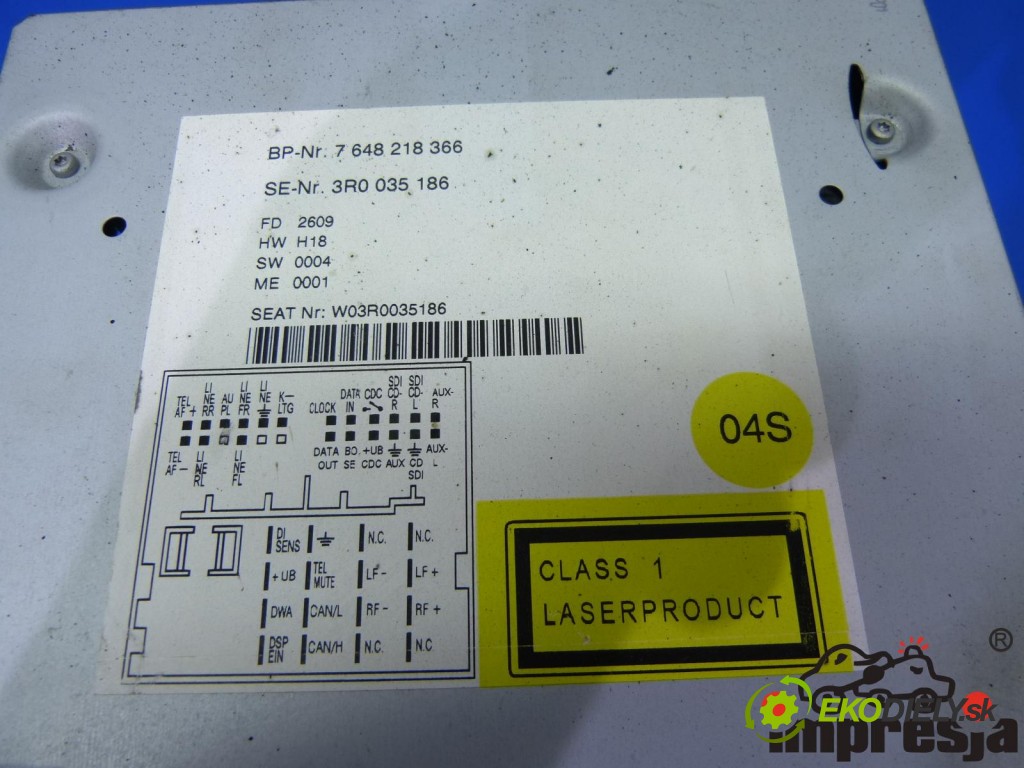 BP-Nr. 7 648 218 366
SE-Nr. 3R0 035 186
FD 2609
HW H18
SW 0004
ME 0001
SEAT Nr: W03R0035186
TEL AF+
LI NE RR
AU PL
LI NE FR
LI NE
K- LTG
CLOCK
DATA IN
CDC
SDI CD- R
SDI CD- L
AUX- R
TEL AF-
LI NE RL
LI NE FL
DATA OUT
BO. SE
+UB CDC
AUX
CD SDI
AUX- L
DI SENS
N.C.
N.C.
+UB
TEL MUTE
LF-
LF+
DWA
CAN/L
RF-
RF+
DSP EIN
CAN/H
N.C.
N.C.
04S
CLASS 1
LASERPRODUCT
®
EKODIELY.sk
impresja